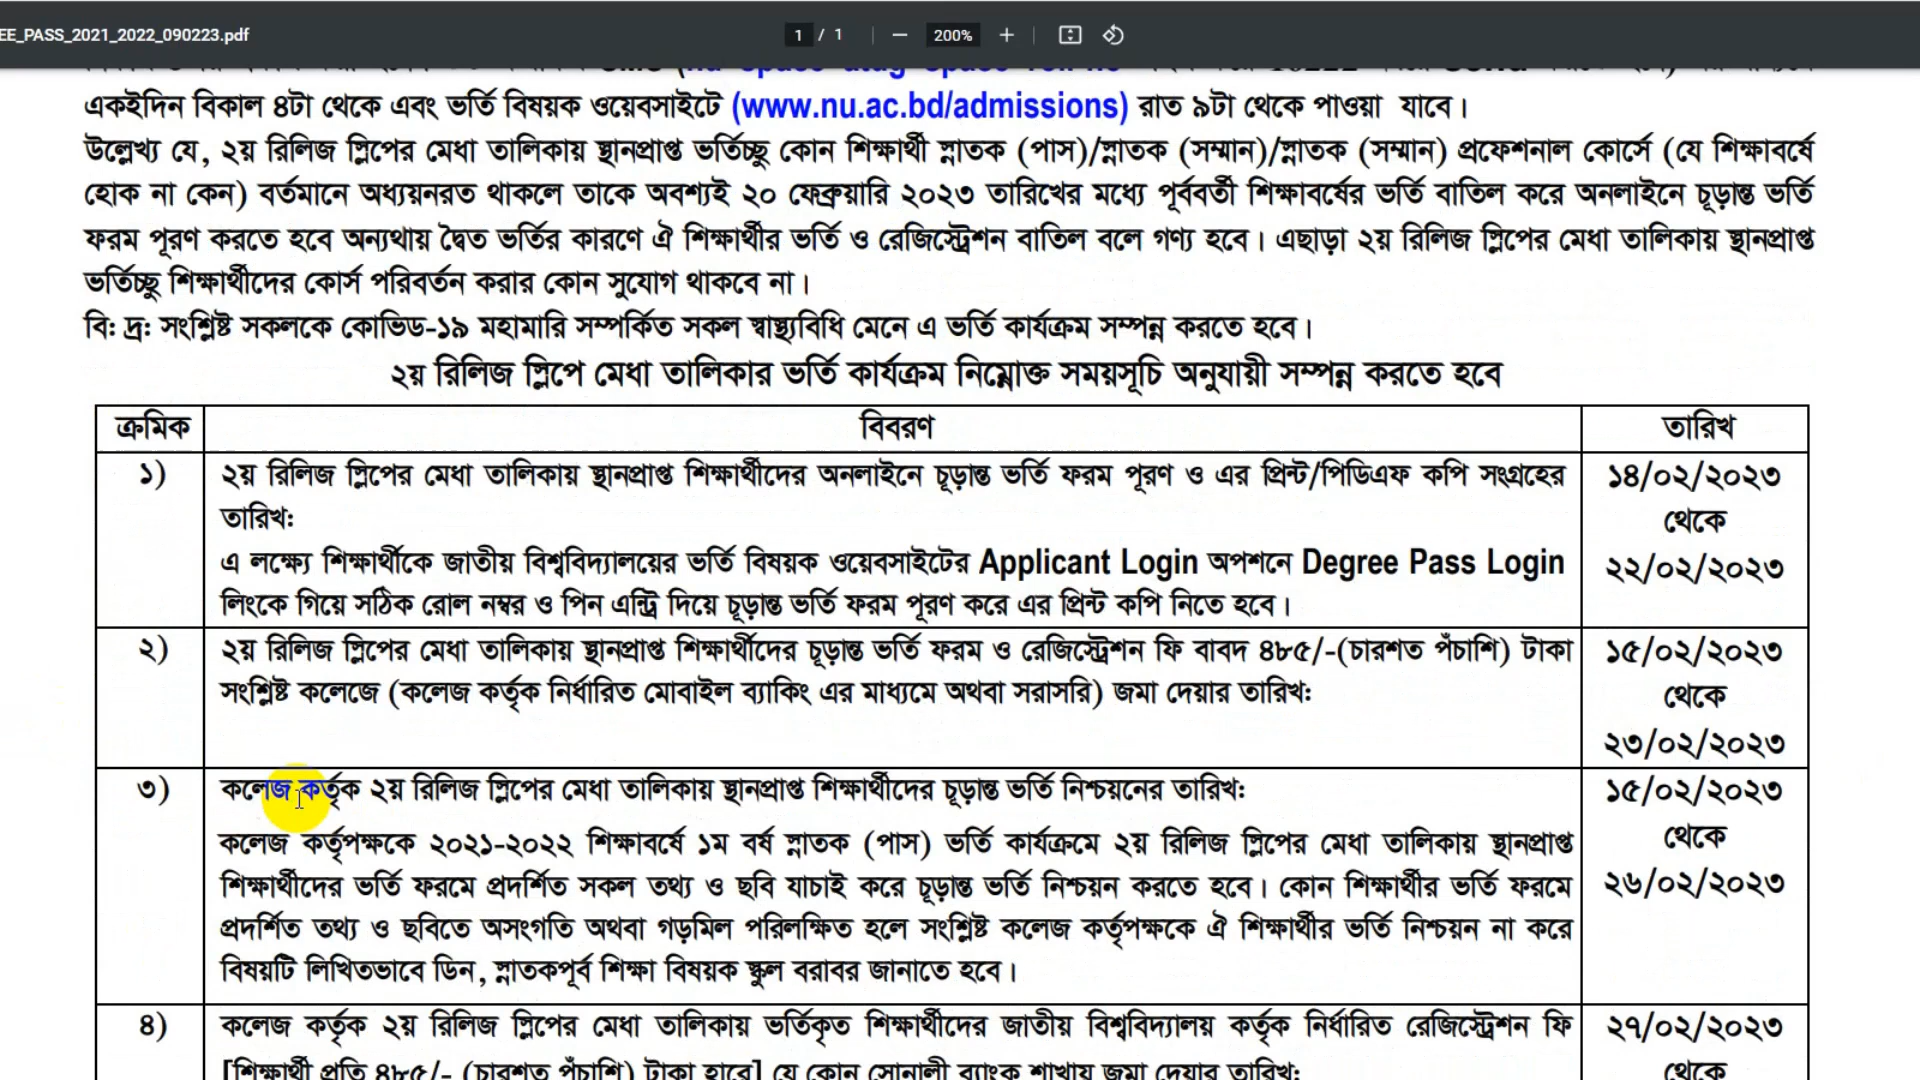 EE_PASS_2021_2022_090223.pdf
1 / 1
200%
একইদিন বিকাল ৪টা থেকে এবং ভর্তি বিষয়ক ওয়েবসাইটে (www.nu.ac.bd/admissions) রাত ৯টা থেকে পাওয়া যাবে।
উল্লেখ্য যে, ২য় রিলিজ স্লিপের মেধা তালিকায় স্থানপ্রাপ্ত ভর্তিচ্ছু কোন শিক্ষার্থী স্নাতক (পাস)/স্নাতক (সম্মান)/স্নাতক (সম্মান) প্রফেশনাল কোর্সে (যে শিক্ষাবর্ষে
হোক না কেন) বর্তমানে অধ্যয়নরত থাকলে তাকে অবশ্যই ২০ ফেব্রুয়ারি ২০২৩ তারিখের মধ্যে পূর্ববর্তী শিক্ষাবর্ষের ভর্তি বাতিল করে অনলাইনে চূড়ান্ত ভর্তি
ফরম পূরণ করতে হবে অন্যথায় দ্বৈত ভর্তির কারণে ঐ শিক্ষার্থীর ভর্তি ও রেজিস্ট্রেশন বাতিল বলে গণ্য হবে। এছাড়া ২য় রিলিজ স্লিপের মেধা তালিকায় স্থানপ্রাপ্ত
ভর্তিচ্ছু শিক্ষার্থীদের কোর্স পরিবর্তন করার কোন সুযোগ থাকবে না।
বি: দ্র: সংশ্লিষ্ট সকলকে কোভিড-১৯ মহামারি সম্পর্কিত সকল স্বাস্থ্যবিধি মেনে এ ভর্তি কার্যক্রম সম্পন্ন করতে হবে।
২য় রিলিজ স্লিপে মেধা তালিকার ভর্তি কার্যক্রম নিম্নোক্ত সময়সূচি অনুযায়ী সম্পন্ন করতে হবে
ক্রমিক বিবরণ তারিখ
১) ২য় রিলিজ স্লিপের মেধা তালিকায় স্থানপ্রাপ্ত শিক্ষার্থীদের অনলাইনে চূড়ান্ত ভর্তি ফরম পূরণ ও এর প্রিন্ট/পিডিএফ কপি সংগ্রহের
তারিখ:
এ লক্ষ্যে শিক্ষার্থীকে জাতীয় বিশ্ববিদ্যালয়ের ভর্তি বিষয়ক ওয়েবসাইটের Applicant Login অপশনে Degree Pass Login
লিংকে গিয়ে সঠিক রোল নম্বর ও পিন এন্ট্রি দিয়ে চূড়ান্ত ভর্তি ফরম পূরণ করে এর প্রিন্ট কপি নিতে হবে।
১৪/০২/২০২৩
থেকে
২২/০২/২০২৩
২) ২য় রিলিজ স্লিপের মেধা তালিকায় স্থানপ্রাপ্ত শিক্ষার্থীদের চূড়ান্ত ভর্তি ফরম ও রেজিস্ট্রেশন ফি বাবদ ৪৮৫/-(চারশত পঁচাশি) টাকা
সংশ্লিষ্ট কলেজে (কলেজ কর্তৃক নির্ধারিত মোবাইল ব্যাকিং এর মাধ্যমে অথবা সরাসরি) জমা দেয়ার তারিখ:
১৫/০২/২০২৩
থেকে
২৩/০২/২০২৩
৩) কলেজ কর্তৃক ২য় রিলিজ স্লিপের মেধা তালিকায় স্থানপ্রাপ্ত শিক্ষার্থীদের চূড়ান্ত ভর্তি নিশ্চয়নের তারিখ:
কলেজ কর্তৃপক্ষকে ২০২১-২০২২ শিক্ষাবর্ষে ১ম বর্ষ স্নাতক (পাস) ভর্তি কার্যক্রমে ২য় রিলিজ স্লিপের মেধা তালিকায় স্থানপ্রাপ্ত
শিক্ষার্থীদের ভর্তি ফরমে প্রদর্শিত সকল তথ্য ও ছবি যাচাই করে চূড়ান্ত ভর্তি নিশ্চয়ন করতে হবে। কোন শিক্ষার্থীর ভর্তি ফরমে
প্রদর্শিত তথ্য ও ছবিতে অসংগতি অথবা গড়মিল পরিলক্ষিত হলে সংশ্লিষ্ট কলেজ কর্তৃপক্ষকে ঐ শিক্ষার্থীর ভর্তি নিশ্চয়ন না করে
বিষয়টি লিখিতভাবে ডিন, স্নাতকপূর্ব শিক্ষা বিষয়ক স্কুল বরাবর জানাতে হবে।
১৫/০২/২০২৩
থেকে
২৬/০২/২০২৩
৪) কলেজ কর্তৃক ২য় রিলিজ স্লিপের মেধা তালিকায় ভর্তিকৃত শিক্ষার্থীদের জাতীয় বিশ্ববিদ্যালয় কর্তৃক নির্ধারিত রেজিস্ট্রেশন ফি
[শিক্ষার্থী প্রতি ৪৮৫/- (চারশত পঁচাশি) টাকা হারে] যে কোন সোনালী ব্যাংক শাখায় জমা দেয়ার তারিখ:
২৭/০২/২০২৩
থেকে